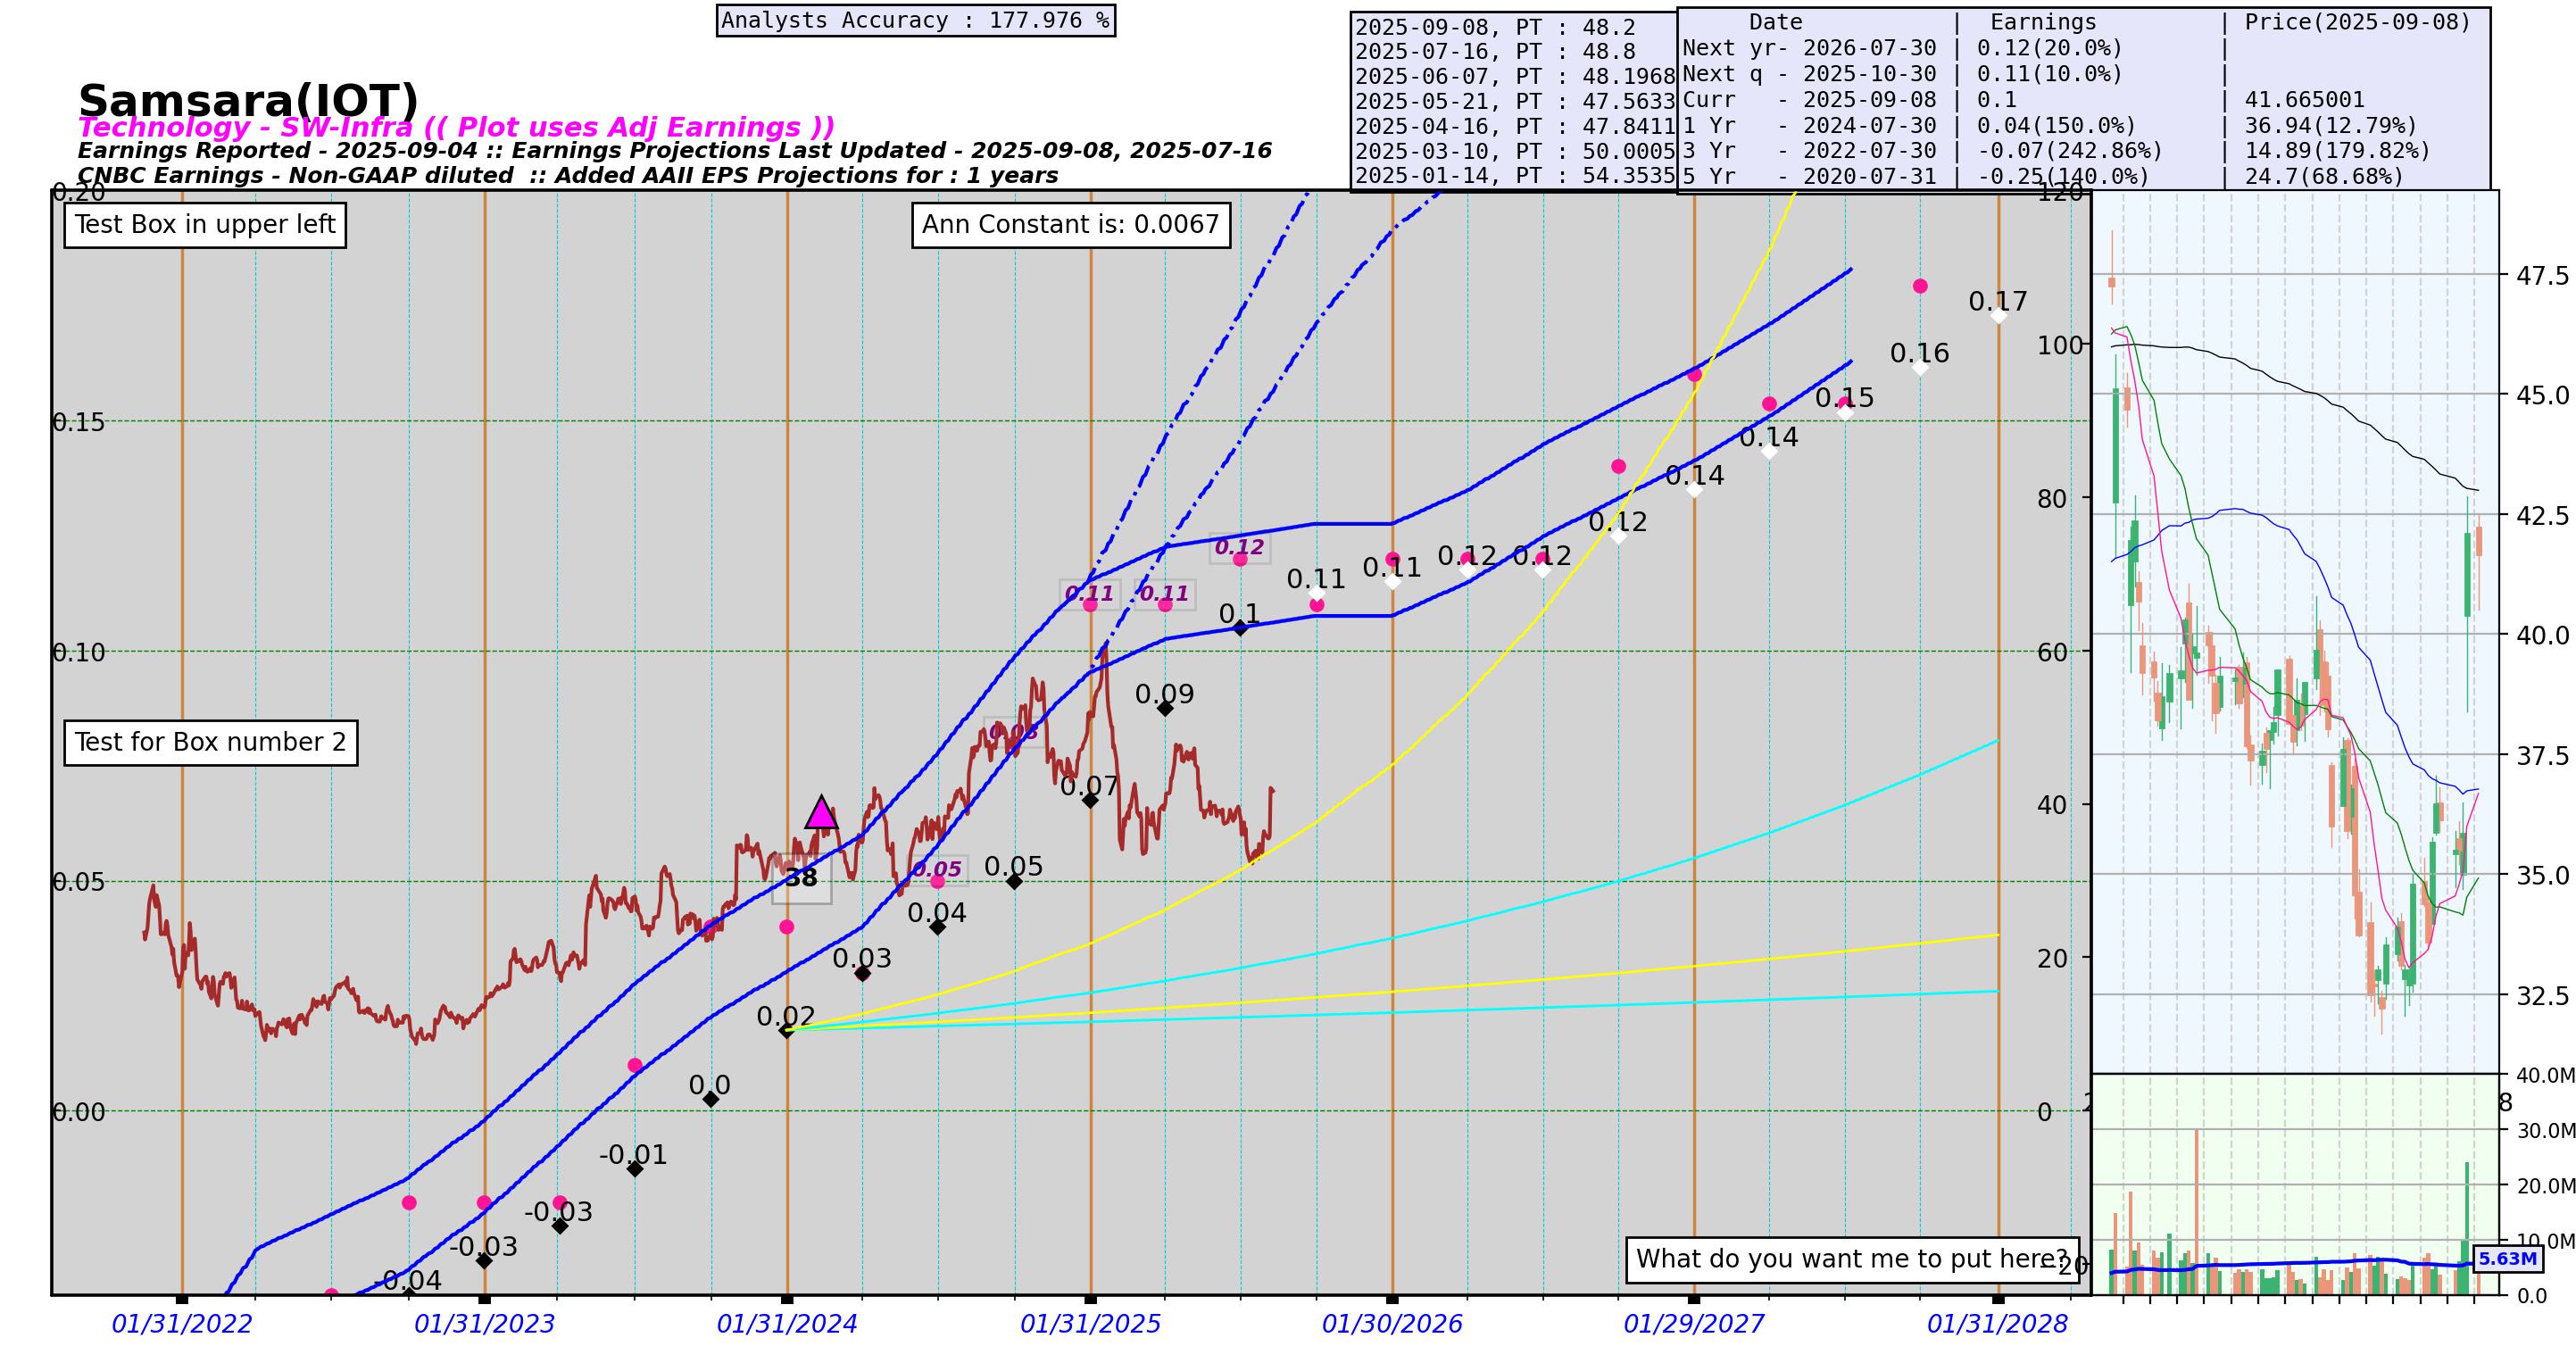 Analysts Accuracy : 177.976 %
2025-09-08, PT : 48.2
2025-07-16, PT : 48.8
2025-06-07, PT : 48.1968
2025-05-21, PT : 47.5633
2025-04-16, PT : 47.8411
2025-03-10, PT : 50.0005
2025-01-14, PT : 54.3535
Date | Earnings | Price(2025-09-08)
Next yr- 2026-07-30 | 0.12(20.0%) |
Next q - 2025-10-30 | 0.11(10.0%) |
Curr - 2025-09-08 | 0.1 | 41.665001
1 Yr - 2024-07-30 | 0.04(150.0%) | 36.94(12.79%)
3 Yr - 2022-07-30 | -0.07(242.86%) | 14.89(179.82%)
5 Yr - 2020-07-31 | -0.25(140.0%) | 24.7(68.68%)
Samsara(IOT)
Technology - SW-Infra (( Plot uses Adj Earnings ))
Earnings Reported - 2025-09-04 :: Earnings Projections Last Updated - 2025-09-08, 2025-07-16
CNBC Earnings - Non-GAAP diluted :: Added AAII EPS Projections for : 1 years
0.20
0.15
0.10
0.05
0.00
Test Box in upper left
Ann Constant is: 0.0067
Test for Box number 2
What do you want me to put here?
38
-0.04
-0.03
-0.03
-0.01
0.0
0.02
0.03
0.04
0.05
0.07
0.09
0.1
0.11
0.11
0.12
0.12
0.12
0.14
0.14
0.15
0.16
0.17
0.05
0.11
0.11
0.12
120
100
80
60
40
20
0
-20
47.5
45.0
42.5
40.0
37.5
35.0
32.5
40.0M
30.0M
20.0M
10.0M
0.0
5.63M
8
01/31/2022
01/31/2023
01/31/2024
01/31/2025
01/30/2026
01/29/2027
01/31/2028